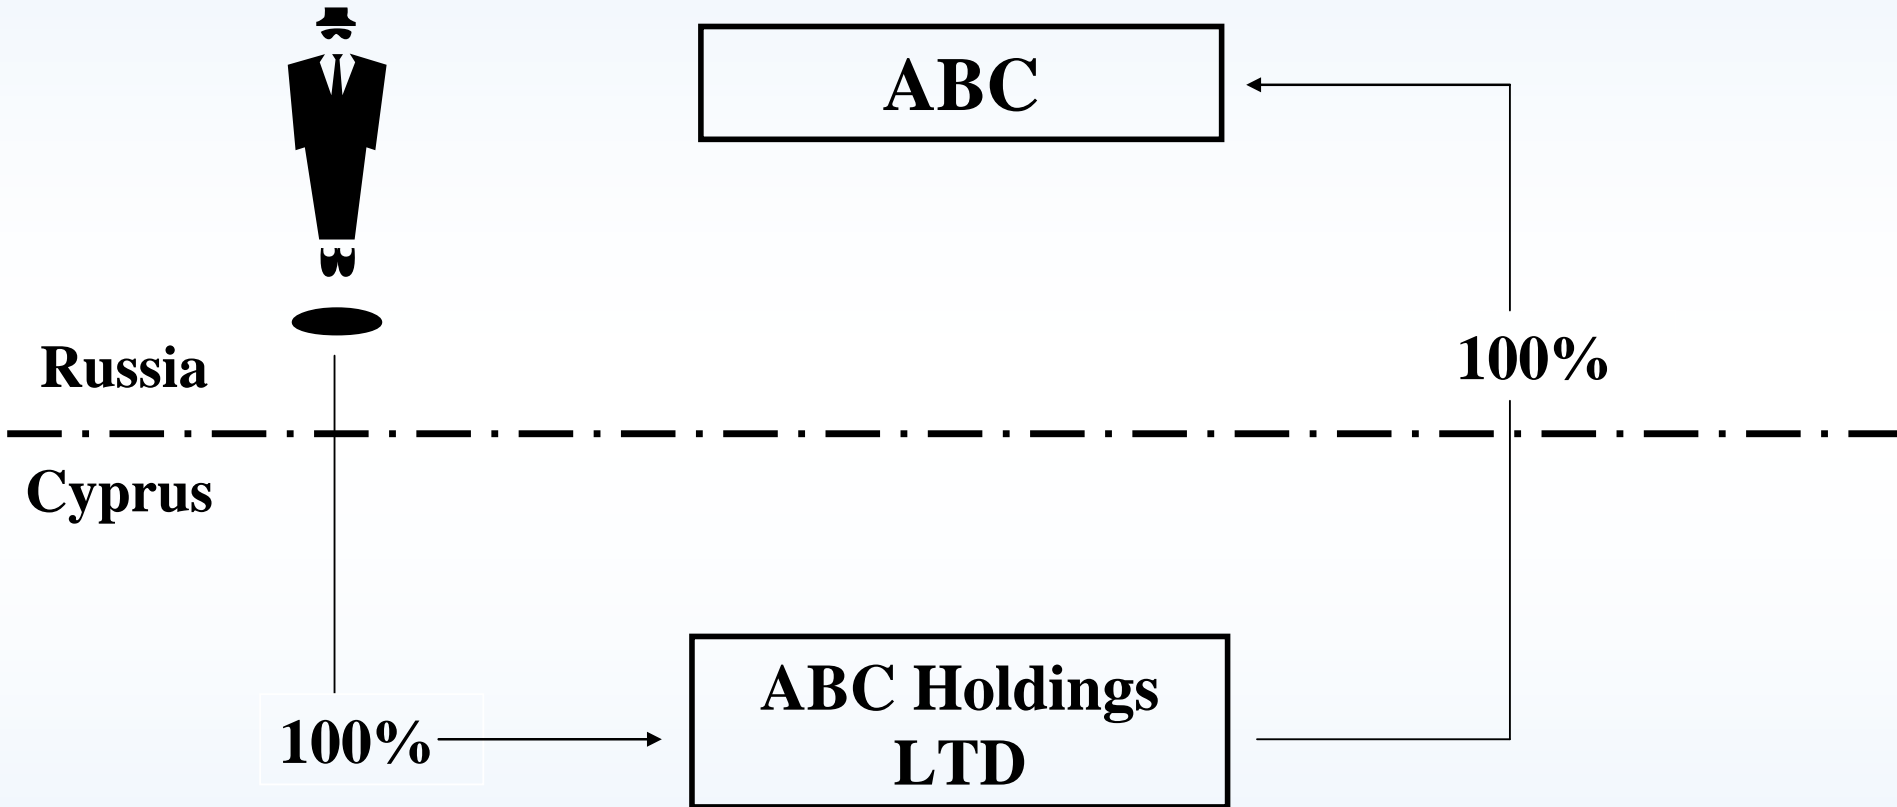 ABC
Russia
100%
Cyprus
100%
ABC Holdings
LTD